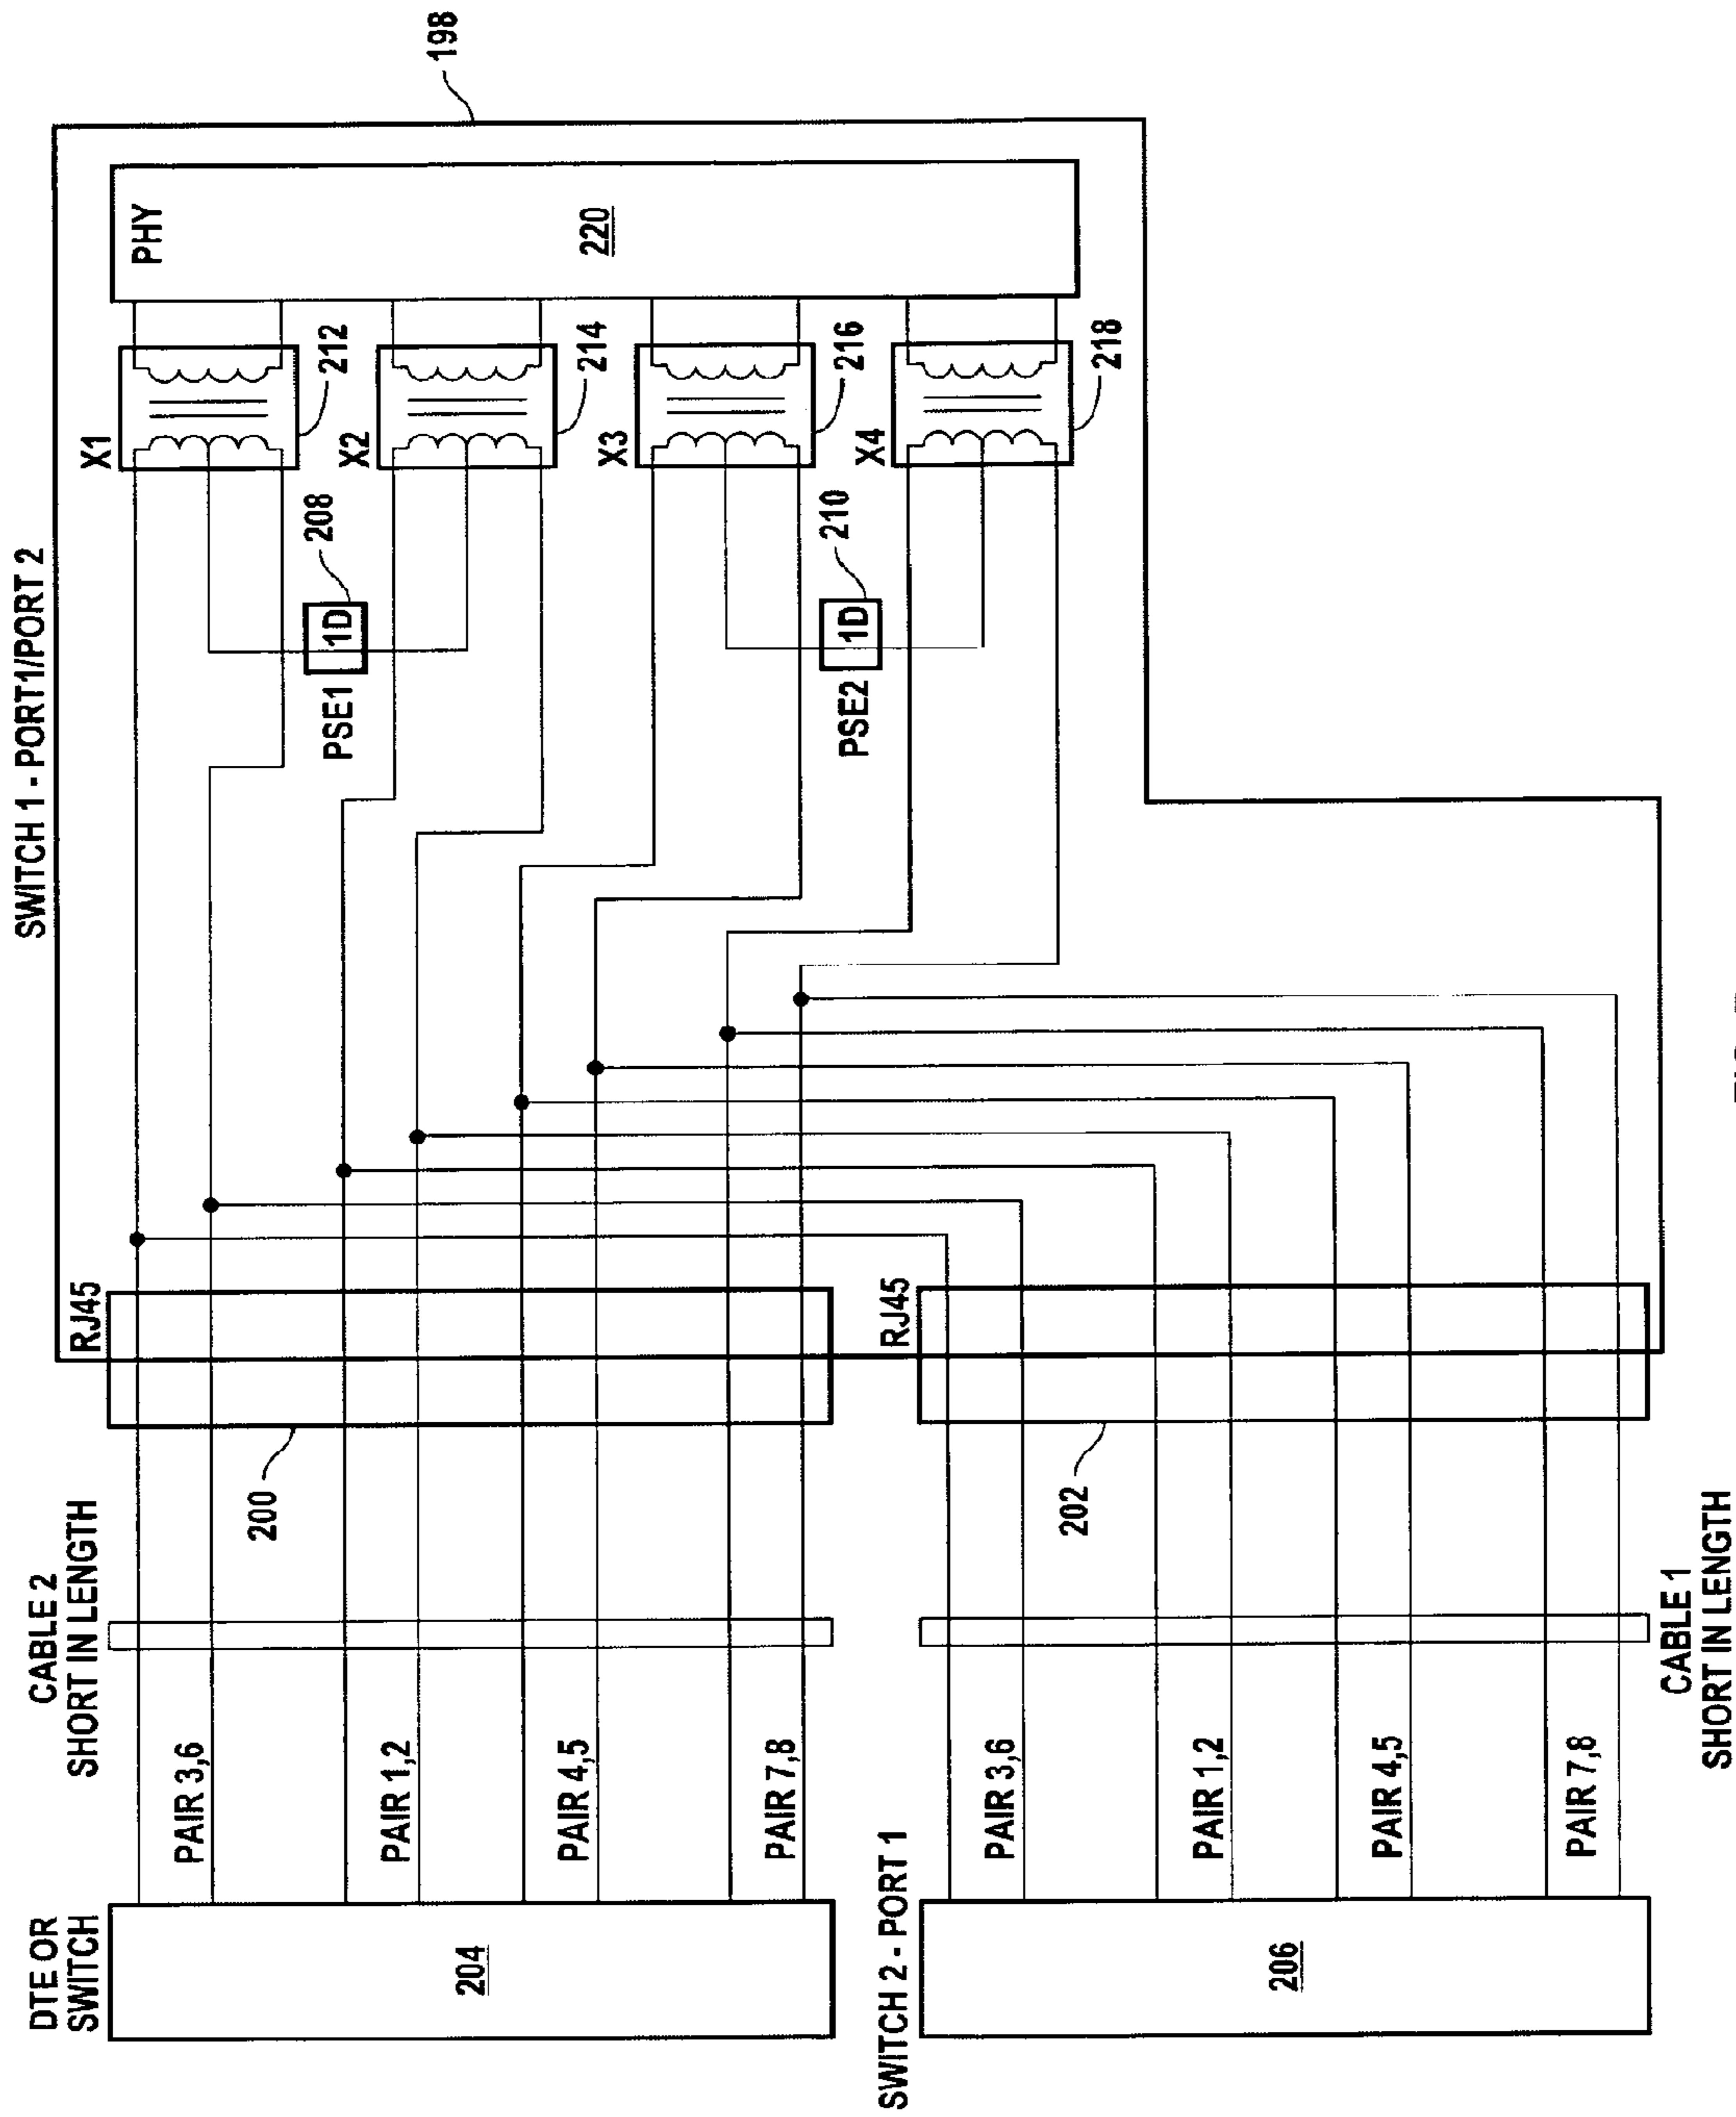 SWITCH 1 - PORT1/PORT 2
198
PHY
220
X1
212
X2
214
X3
216
X4
218
208
1D
PSE1
210
1D
PSE2
RJ45
200
RJ45
202
CABLE 2
SHORT IN LENGTH
PAIR 3,6
PAIR 1,2
PAIR 4,5
PAIR 7,8
DTE OR
SWITCH
204
CABLE 1
SHORT IN LENGTH
PAIR 3,6
PAIR 1,2
PAIR 4,5
PAIR 7,8
SWITCH 2 - PORT 1
206